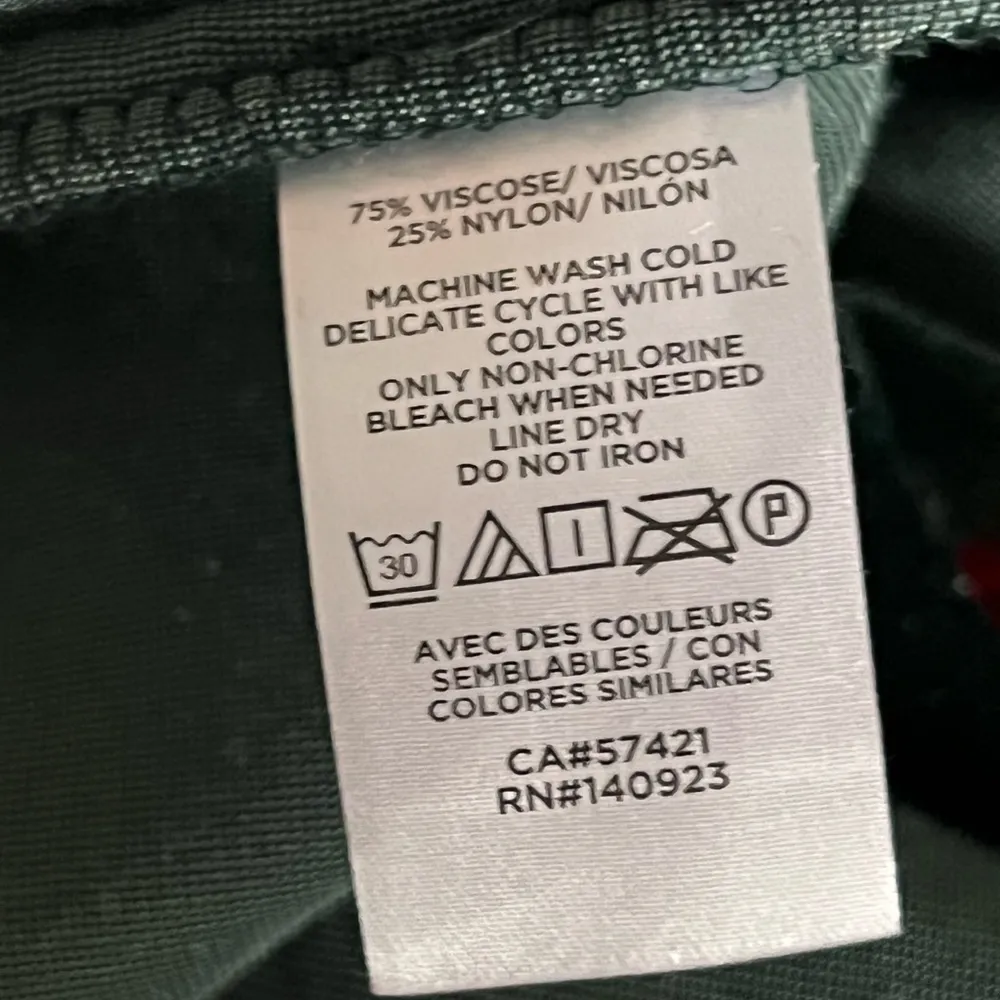 75% VISCOSE/ VISCOSA
25% NYLON/ NILÓN
MACHINE WASH COLD
DELICATE CYCLE WITH LIKE
COLORS
ONLY NON-CHLORINE
BLEACH WHEN NEEDED
LINE DRY
DO NOT IRON
30 P
AVEC DES COULEURS
SEMBLABLES / CON
COLORES SIMILARES
CA#57421
RN#140923